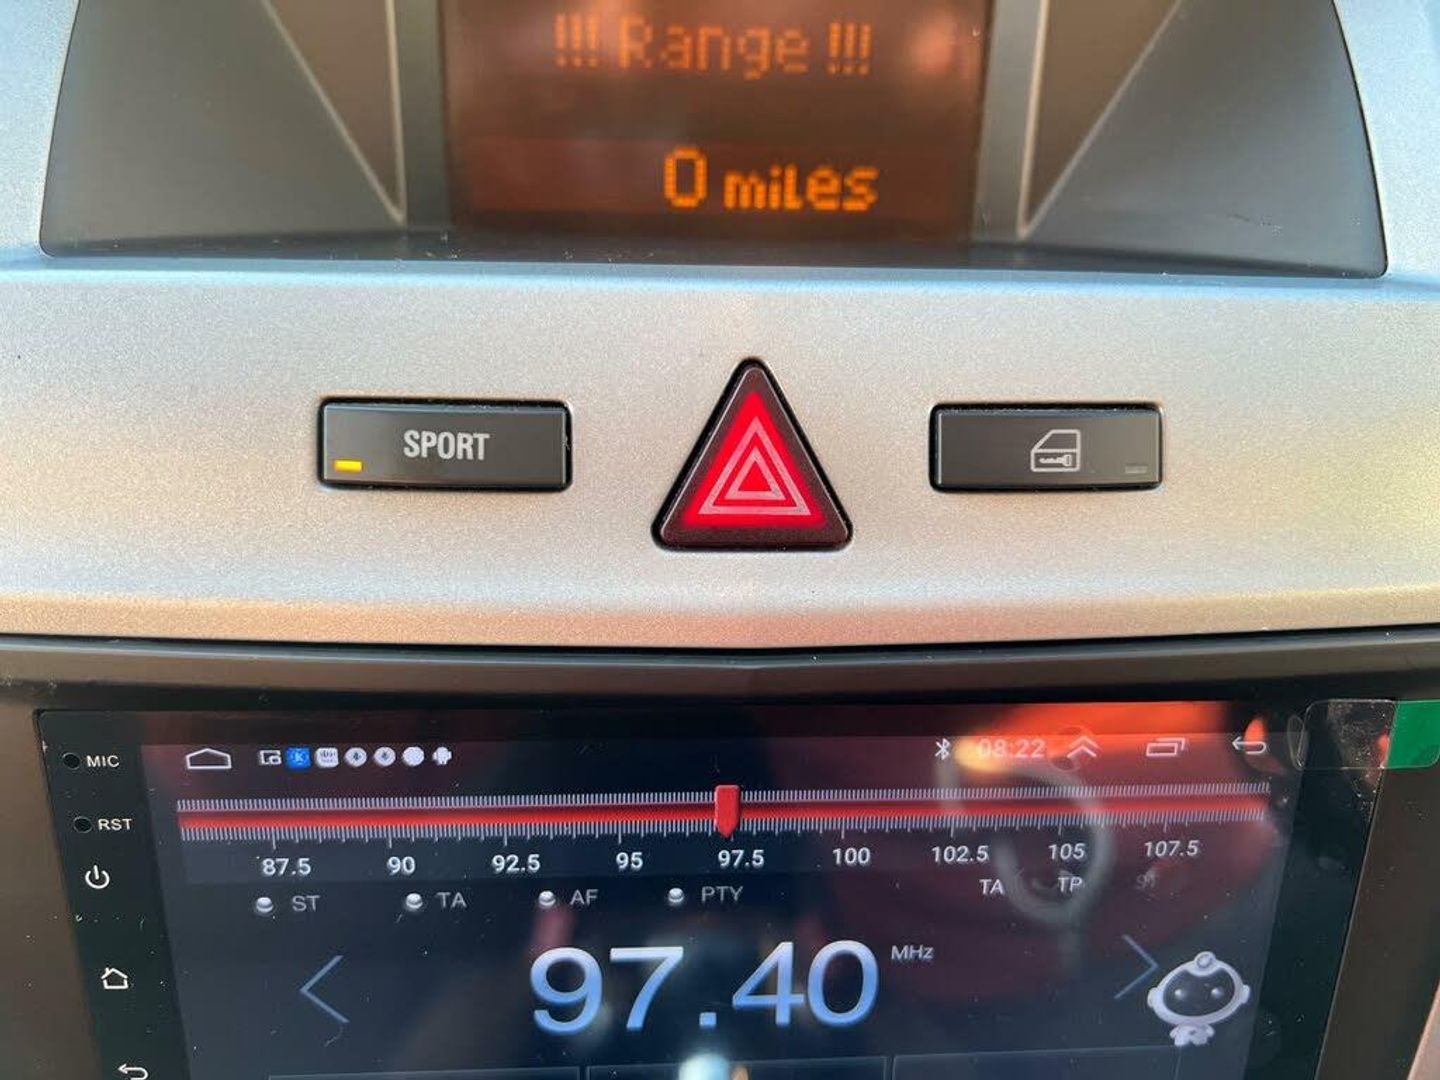 !!! Range !!!
0 miles
SPORT
MIC
08:22
RST
87.5 90 92.5 95 97.5 100 102.5 105 107.5
ST TA AF PTY TA TP
97.40 MHz